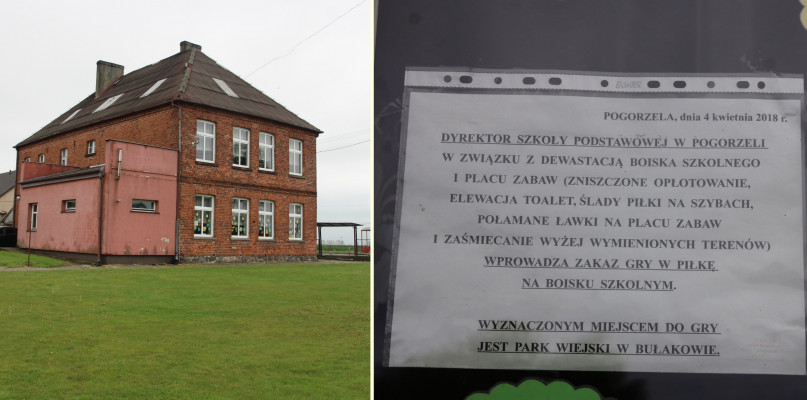 POGORZELA, dnia 4 kwietnia 2018 r.
DYREKTOR SZKOŁY PODSTAWOWEJ W POGORZELI
W ZWIĄZKU Z DEWASTACJĄ BOISKA SZKOLNEGO
I PLACU ZABAW (ZNISZCZONE OPŁOTOWANIE,
ELEWACJA TOALET, ŚLADY PIŁKI NA SZYBACH,
POŁAMANE ŁAWKI NA PLACU ZABAW
I ZAŚMIECANIE WYŻEJ WYMIENIONYCH TERENÓW)
WPROWADZA ZAKAZ GRY W PIŁKĘ
NA BOISKU SZKOLNYM.
WYZNACZONYM MIEJSCEM DO GRY
JEST PARK WIEJSKI W BUŁAKOWIE.